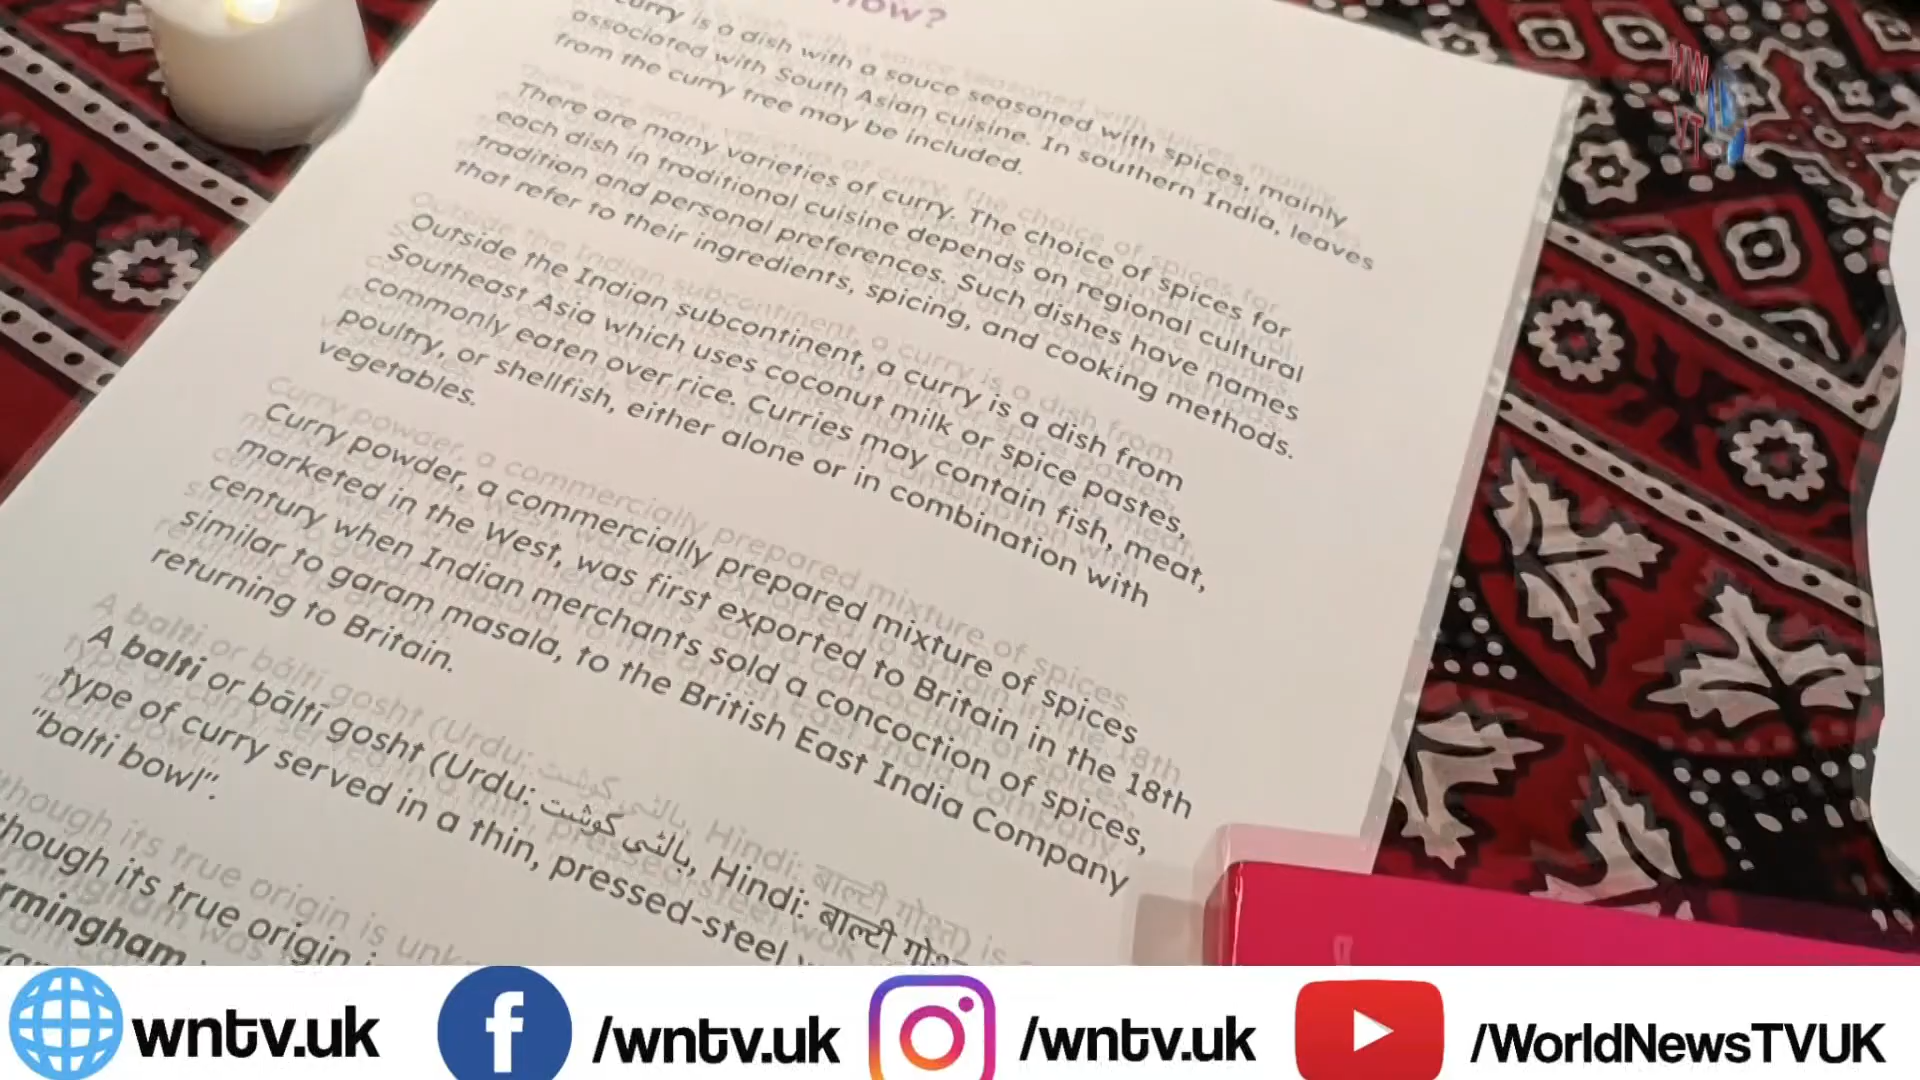 now?
curry is a dish with a sauce seasoned with spices, mainly
associated with South Asian cuisine. In southern India, leaves
from the curry tree may be included.
There are many varieties of curry. The choice of spices for
each dish in traditional cuisine depends on regional cultural
tradition and personal preferences. Such dishes have names
that refer to their ingredients, spicing, and cooking methods.
Outside the Indian subcontinent, a curry is a dish from
Southeast Asia which uses coconut milk or spice pastes,
commonly eaten over rice. Curries may contain fish, meat,
poultry, or shellfish, either alone or in combination with
vegetables.
Curry powder, a commercially prepared mixture of spices
marketed in the West, was first exported to Britain in the 18th
century when Indian merchants sold a concoction of spices,
similar to garam masala, to the British East India Company
returning to Britain.
A balti or bāltī gosht (Urdu: بالٹی گوشت, Hindi: बाल्टी गोश्त
type of curry served in a thin, pressed-steel
"balti bowl".
though its true origin
rmingham
wntv.uk
/wntv.uk
/wntv.uk
/WorldNewsTVUK